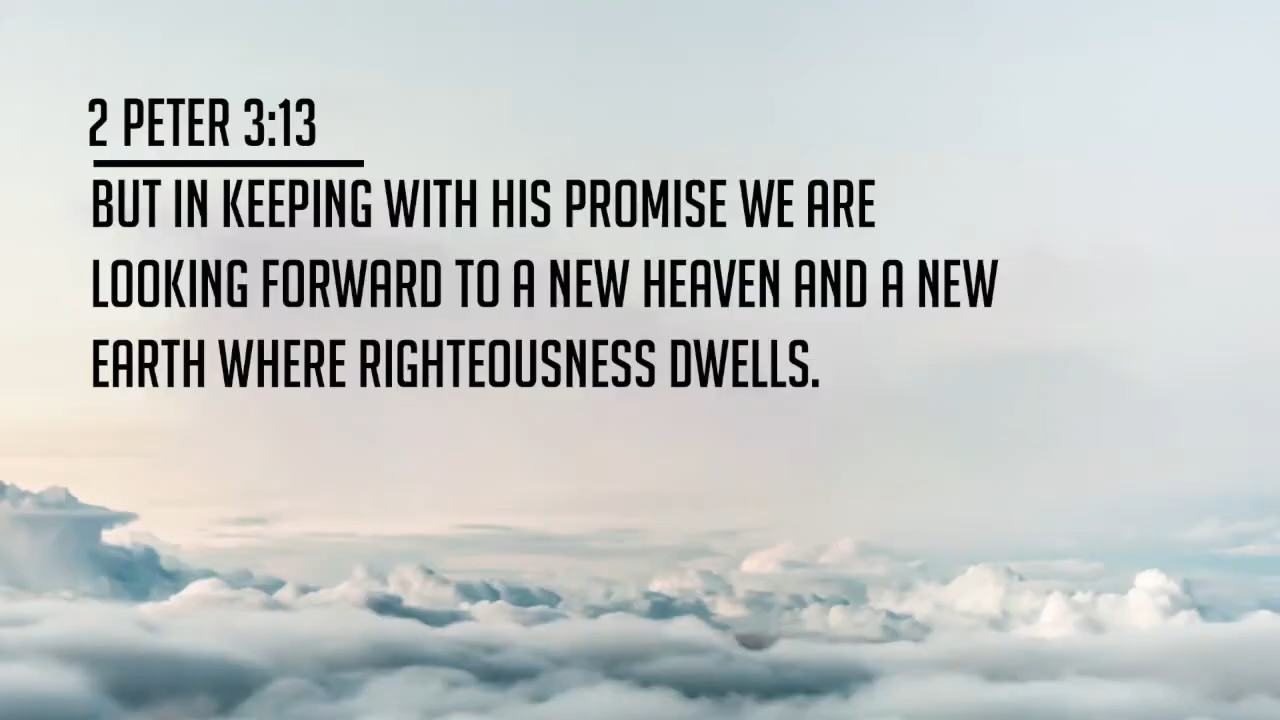 2 PETER 3:13
BUT IN KEEPING WITH HIS PROMISE WE ARE
LOOKING FORWARD TO A NEW HEAVEN AND A NEW
EARTH WHERE RIGHTEOUSNESS DWELLS.